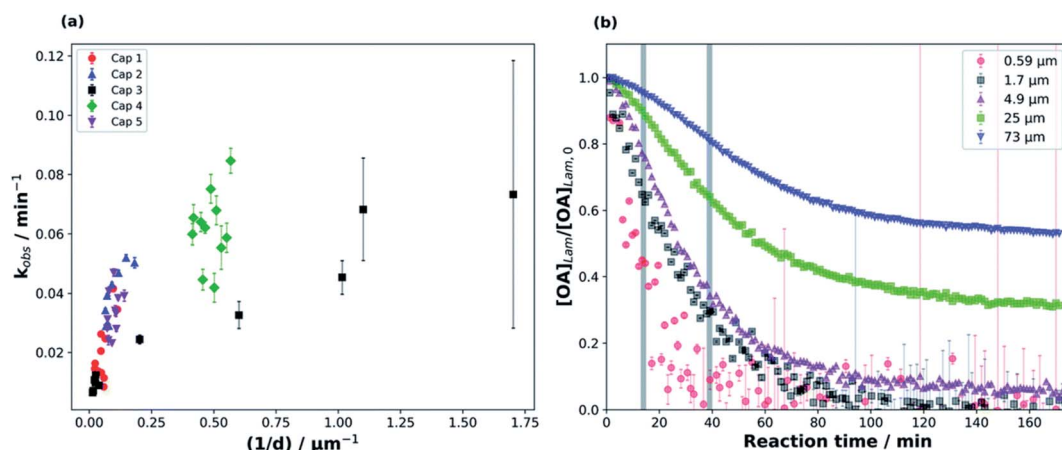 (a)
k_obs / min⁻¹
0.12
0.10
0.08
0.06
0.04
0.02
Cap 1
Cap 2
Cap 3
Cap 4
Cap 5
0.00 0.25 0.50 0.75 1.00 1.25 1.50 1.75
(1/d) / μm⁻¹
(b)
[OA]_Lam/[OA]_Lam, 0
1.0
0.8
0.6
0.4
0.2
0.0
0.59 μm
1.7 μm
4.9 μm
25 μm
73 μm
0 20 40 60 80 100 120 140 160
Reaction time / min